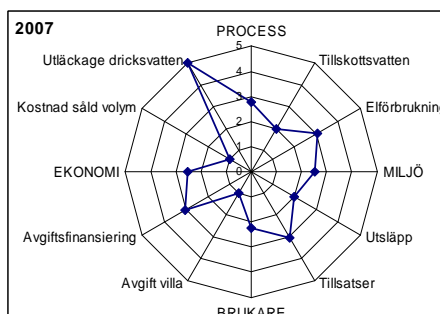 2007
PROCESS
Utläckage dricksvatten
Tillskottsvatten
Kostnad såld volym
Elförbrukning
EKONOMI
MILJÖ
Avgiftsfinansiering
Utsläpp
Avgift villa
Tillsatser
BRUKARE
5
4
3
2
1
0